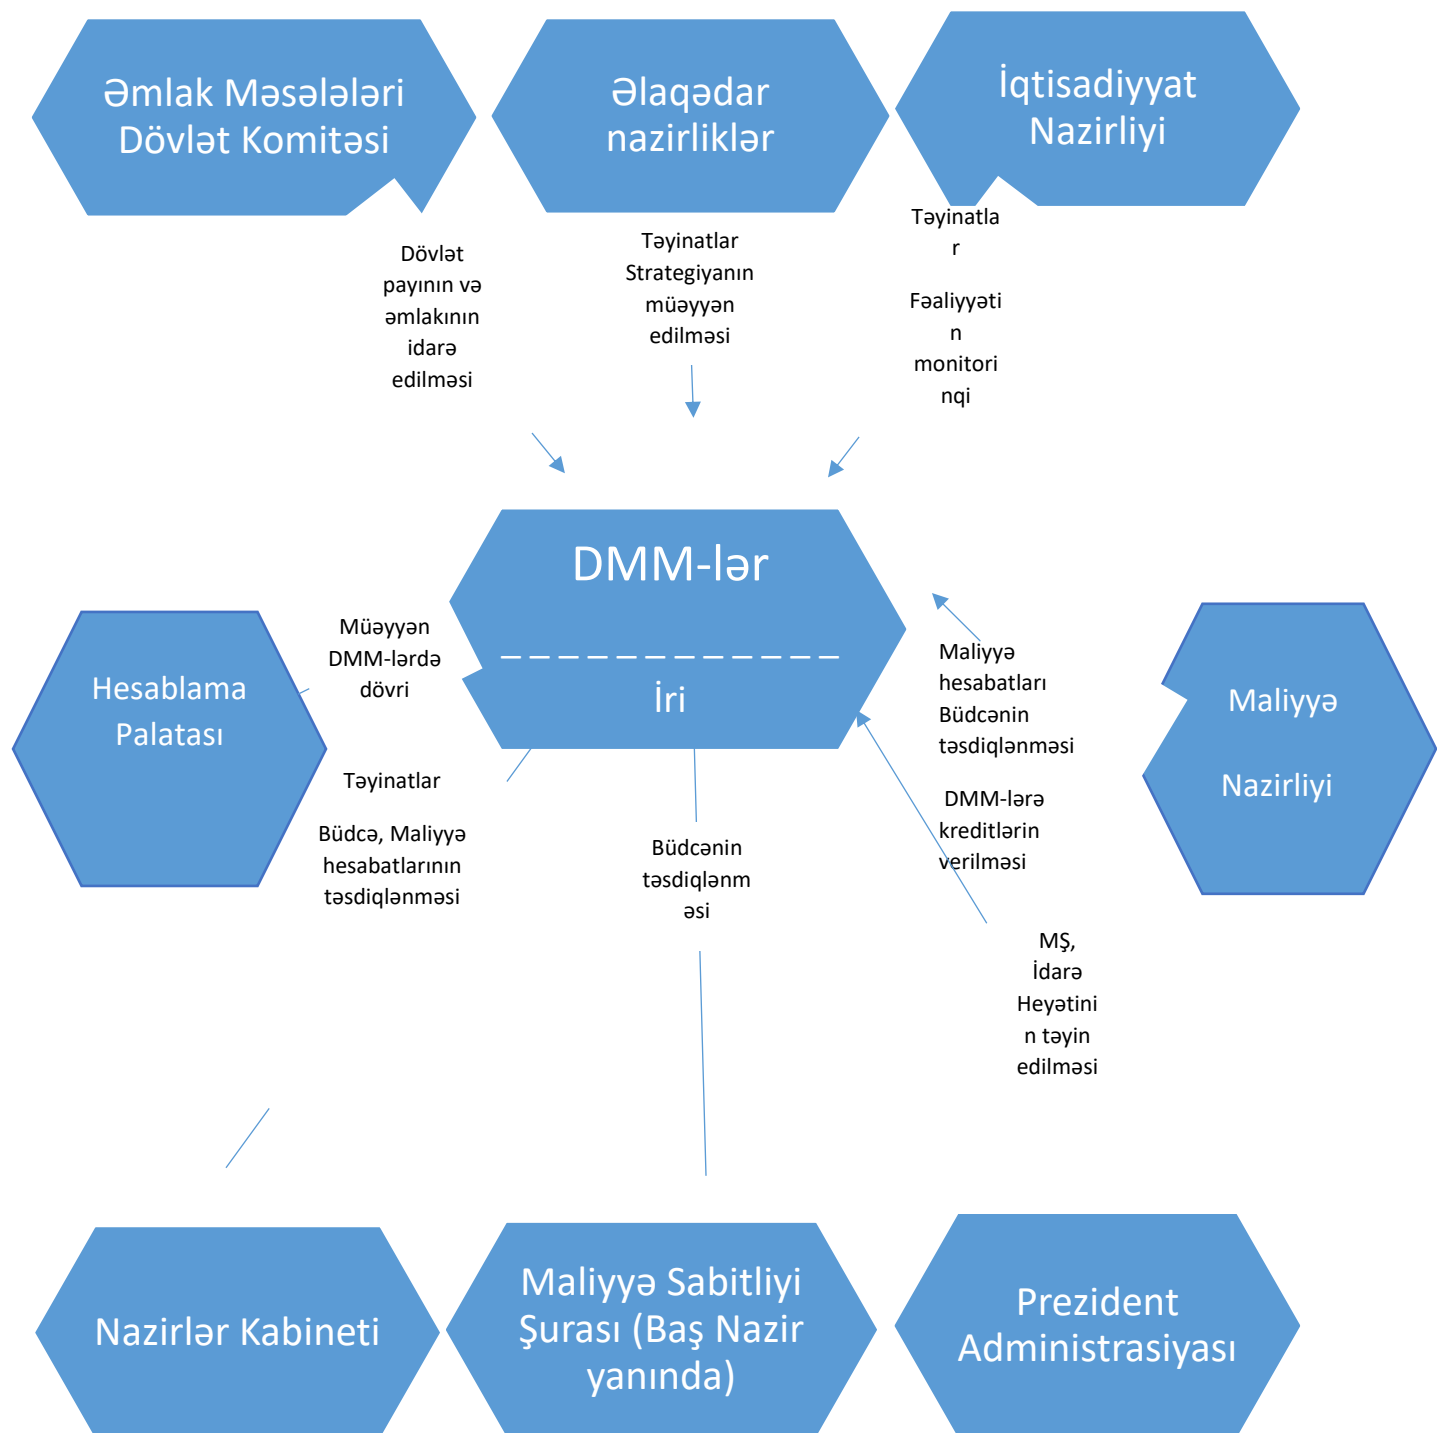 Əmlak Məsələləri
Dövlət Komitəsi
Əlaqədar
nazirliklər
İqtisadiyyat
Nazirliyi
Dövlət
payının və
əmlakının
idarə
edilməsi
Təyinatlar
Strategiyanın
müəyyən
edilməsi
Təyinatla
r
Fəaliyyəti
n
monitori
nqi
DMM-lər
İri
Hesablama
Palatası
Müəyyən
DMM-lərdə
dövri
Maliyyə
hesabatları
Büdcənin
təsdiqlənməsi
DMM-lərə
kreditlərin
verilməsi
Maliyyə
Nazirliyi
Təyinatlar
Büdcə, Maliyyə
hesabatlarının
təsdiqlənməsi
Büdcənin
təsdiqlənm
əsi
MŞ,
İdarə
Heyətini
n təyin
edilməsi
Nazirlər Kabineti
Maliyyə Sabitliyi
Şurası (Baş Nazir
yanında)
Prezident
Administrasiyası